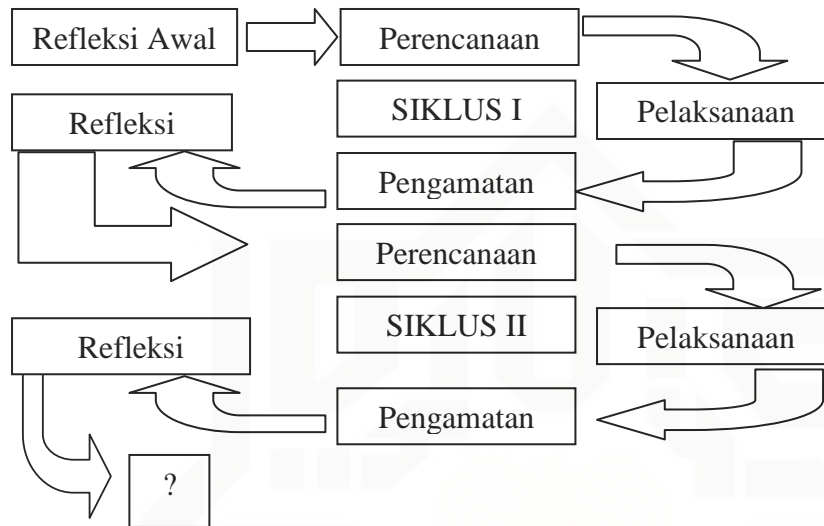 Refleksi Awal
Perencanaan
Pelaksanaan
SIKLUS I
Refleksi
Pengamatan
Perencanaan
SIKLUS II
Pelaksanaan
Refleksi
Pengamatan
?